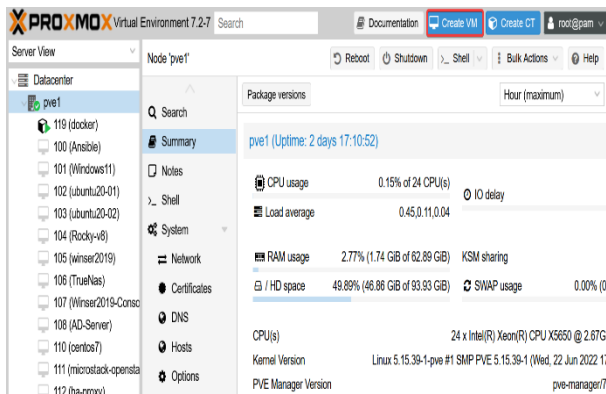 PROXMOX Virtual Environment 7.2-7 Search Documentation Create VM Create CT root@pam
Server View
Datacenter
pve1
119 (docker)
100 (Ansible)
101 (Windows11)
102 (ubuntu20-01)
103 (ubuntu20-02)
104 (Rocky-v8)
105 (winser2019)
106 (TrueNas)
107 (Winser2019-Conso
108 (AD-Server)
110 (centos7)
111 (microstack-opensta
112 (ha-proxy)
Node 'pve1' Reboot Shutdown >_ Shell Bulk Actions Help
Search
Summary
Notes
>_ Shell
System
Network
Certificates
DNS
Hosts
Options
Package versions Hour (maximum)
pve1 (Uptime: 2 days 17:10:52)
CPU usage 0.15% of 24 CPU(s) IO delay
Load average 0.45,0.11,0.04
RAM usage 2.77% (1.74 GiB of 62.89 GiB) KSM sharing
/ HD space 49.89% (46.86 GiB of 93.93 GiB) SWAP usage 0.00% (0
CPU(s) 24 x Intel(R) Xeon(R) CPU X5650 @ 2.67G
Kernel Version Linux 5.15.39-1-pve #1 SMP PVE 5.15.39-1 (Wed, 22 Jun 2022 17
PVE Manager Version pve-manager/7